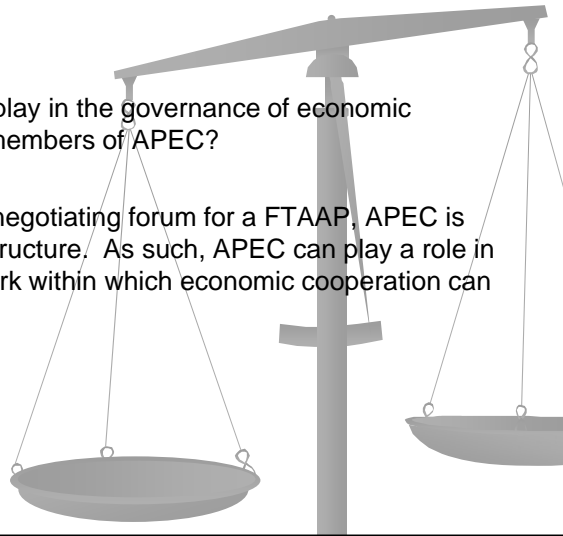 play in the governance of economic
members of APEC?
negotiating forum for a FTAAP, APEC is
ructure. As such, APEC can play a role in
rk within which economic cooperation can